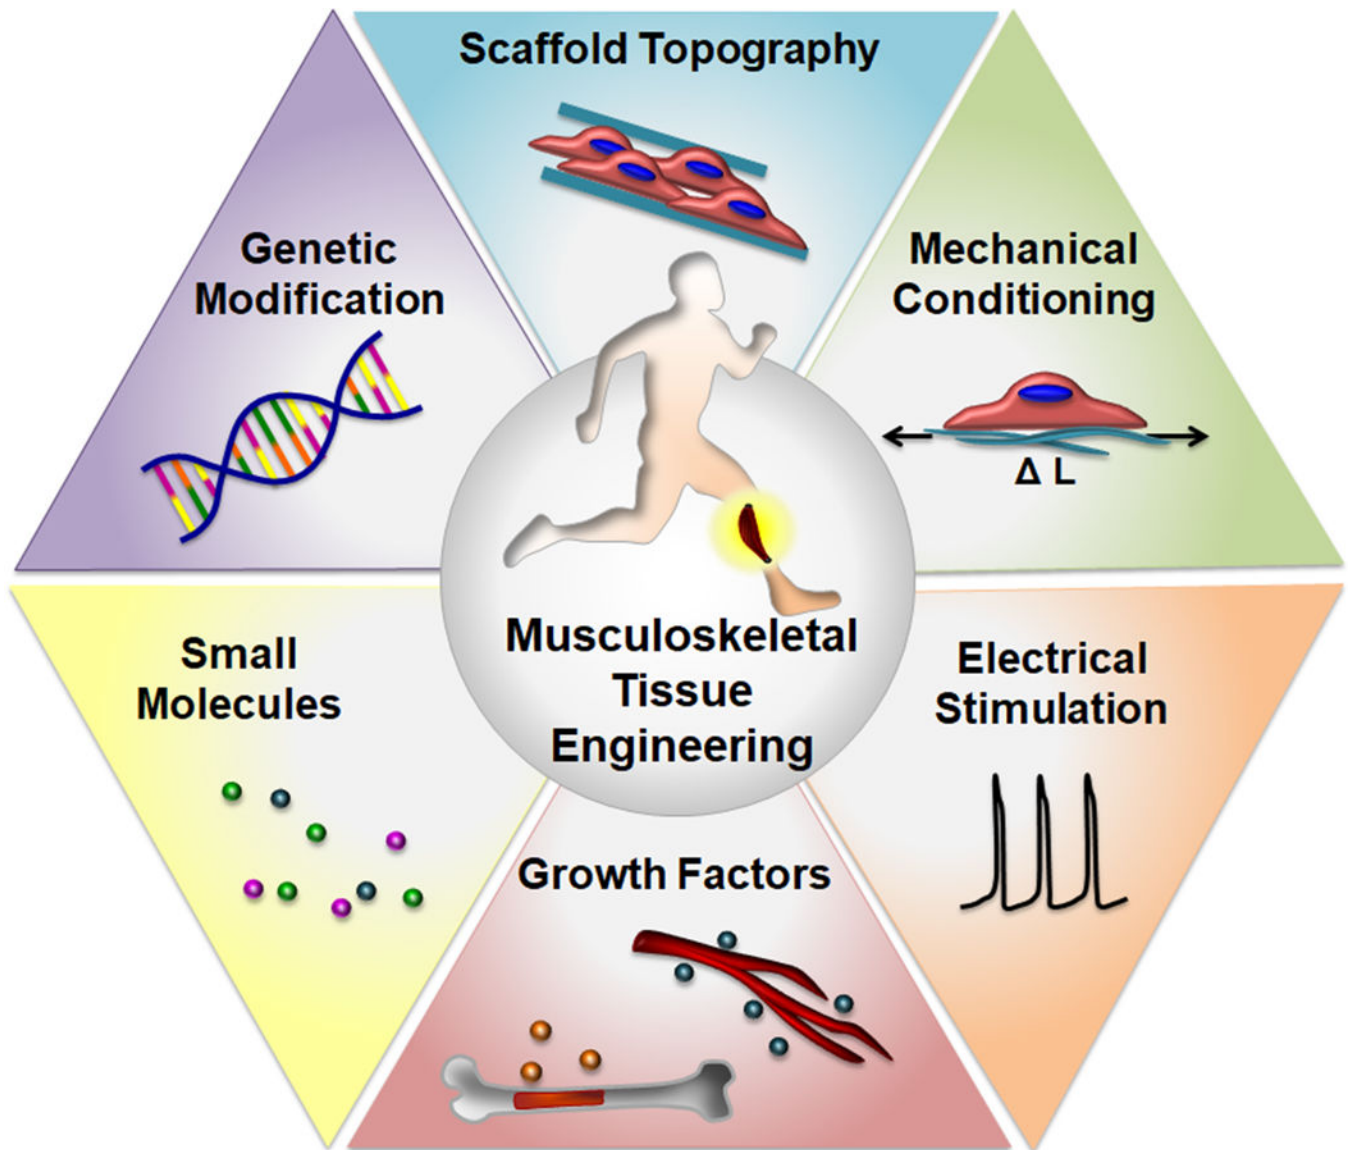 Scaffold Topography
Genetic
Modification
Mechanical
Conditioning
Δ L
Musculoskeletal
Tissue
Engineering
Small
Molecules
Electrical
Stimulation
Growth Factors